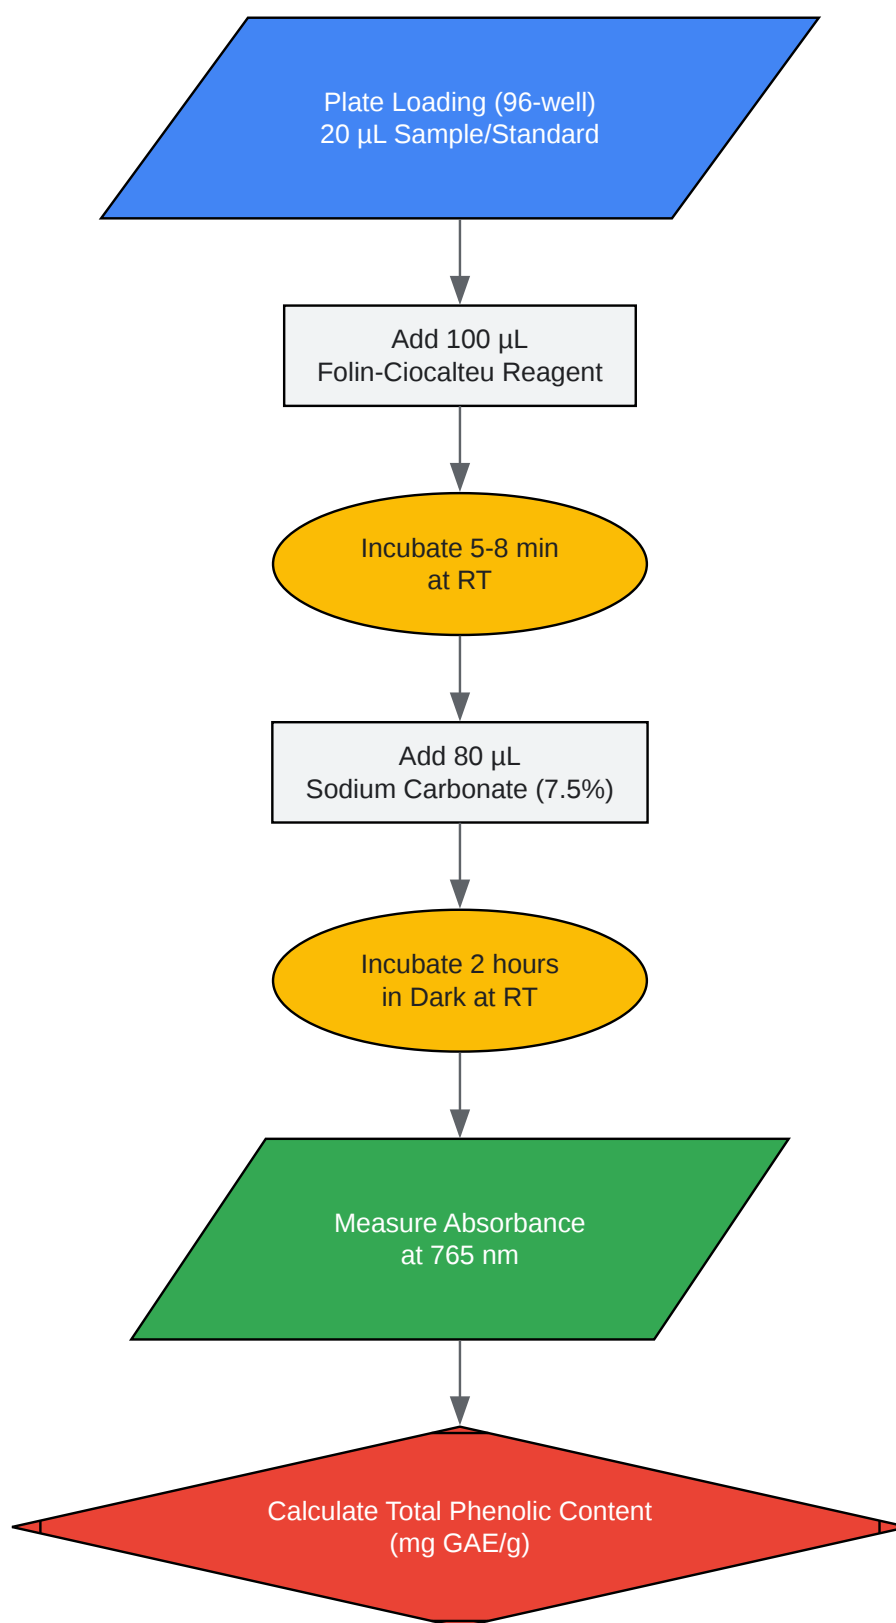 Plate Loading (96-well)
20 µL Sample/Standard
Add 100 µL
Folin-Ciocalteu Reagent
Incubate 5-8 min
at RT
Add 80 µL
Sodium Carbonate (7.5%)
Incubate 2 hours
in Dark at RT
Measure Absorbance
at 765 nm
Calculate Total Phenolic Content
(mg GAE/g)